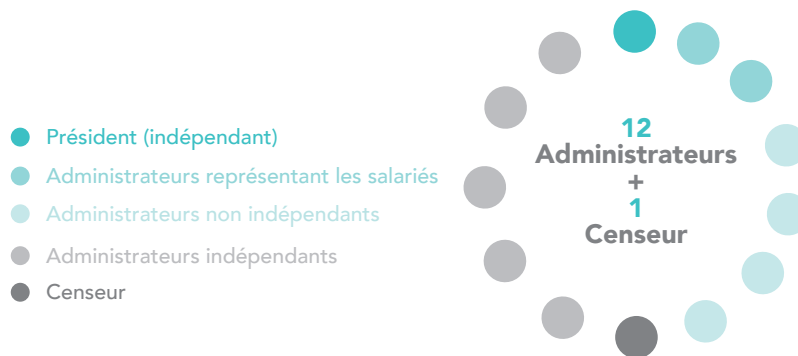 Président (indépendant)
Administrateurs représentant les salariés
Administrateurs non indépendants
Administrateurs indépendants
Censeur
12
Administrateurs
+
1
Censeur